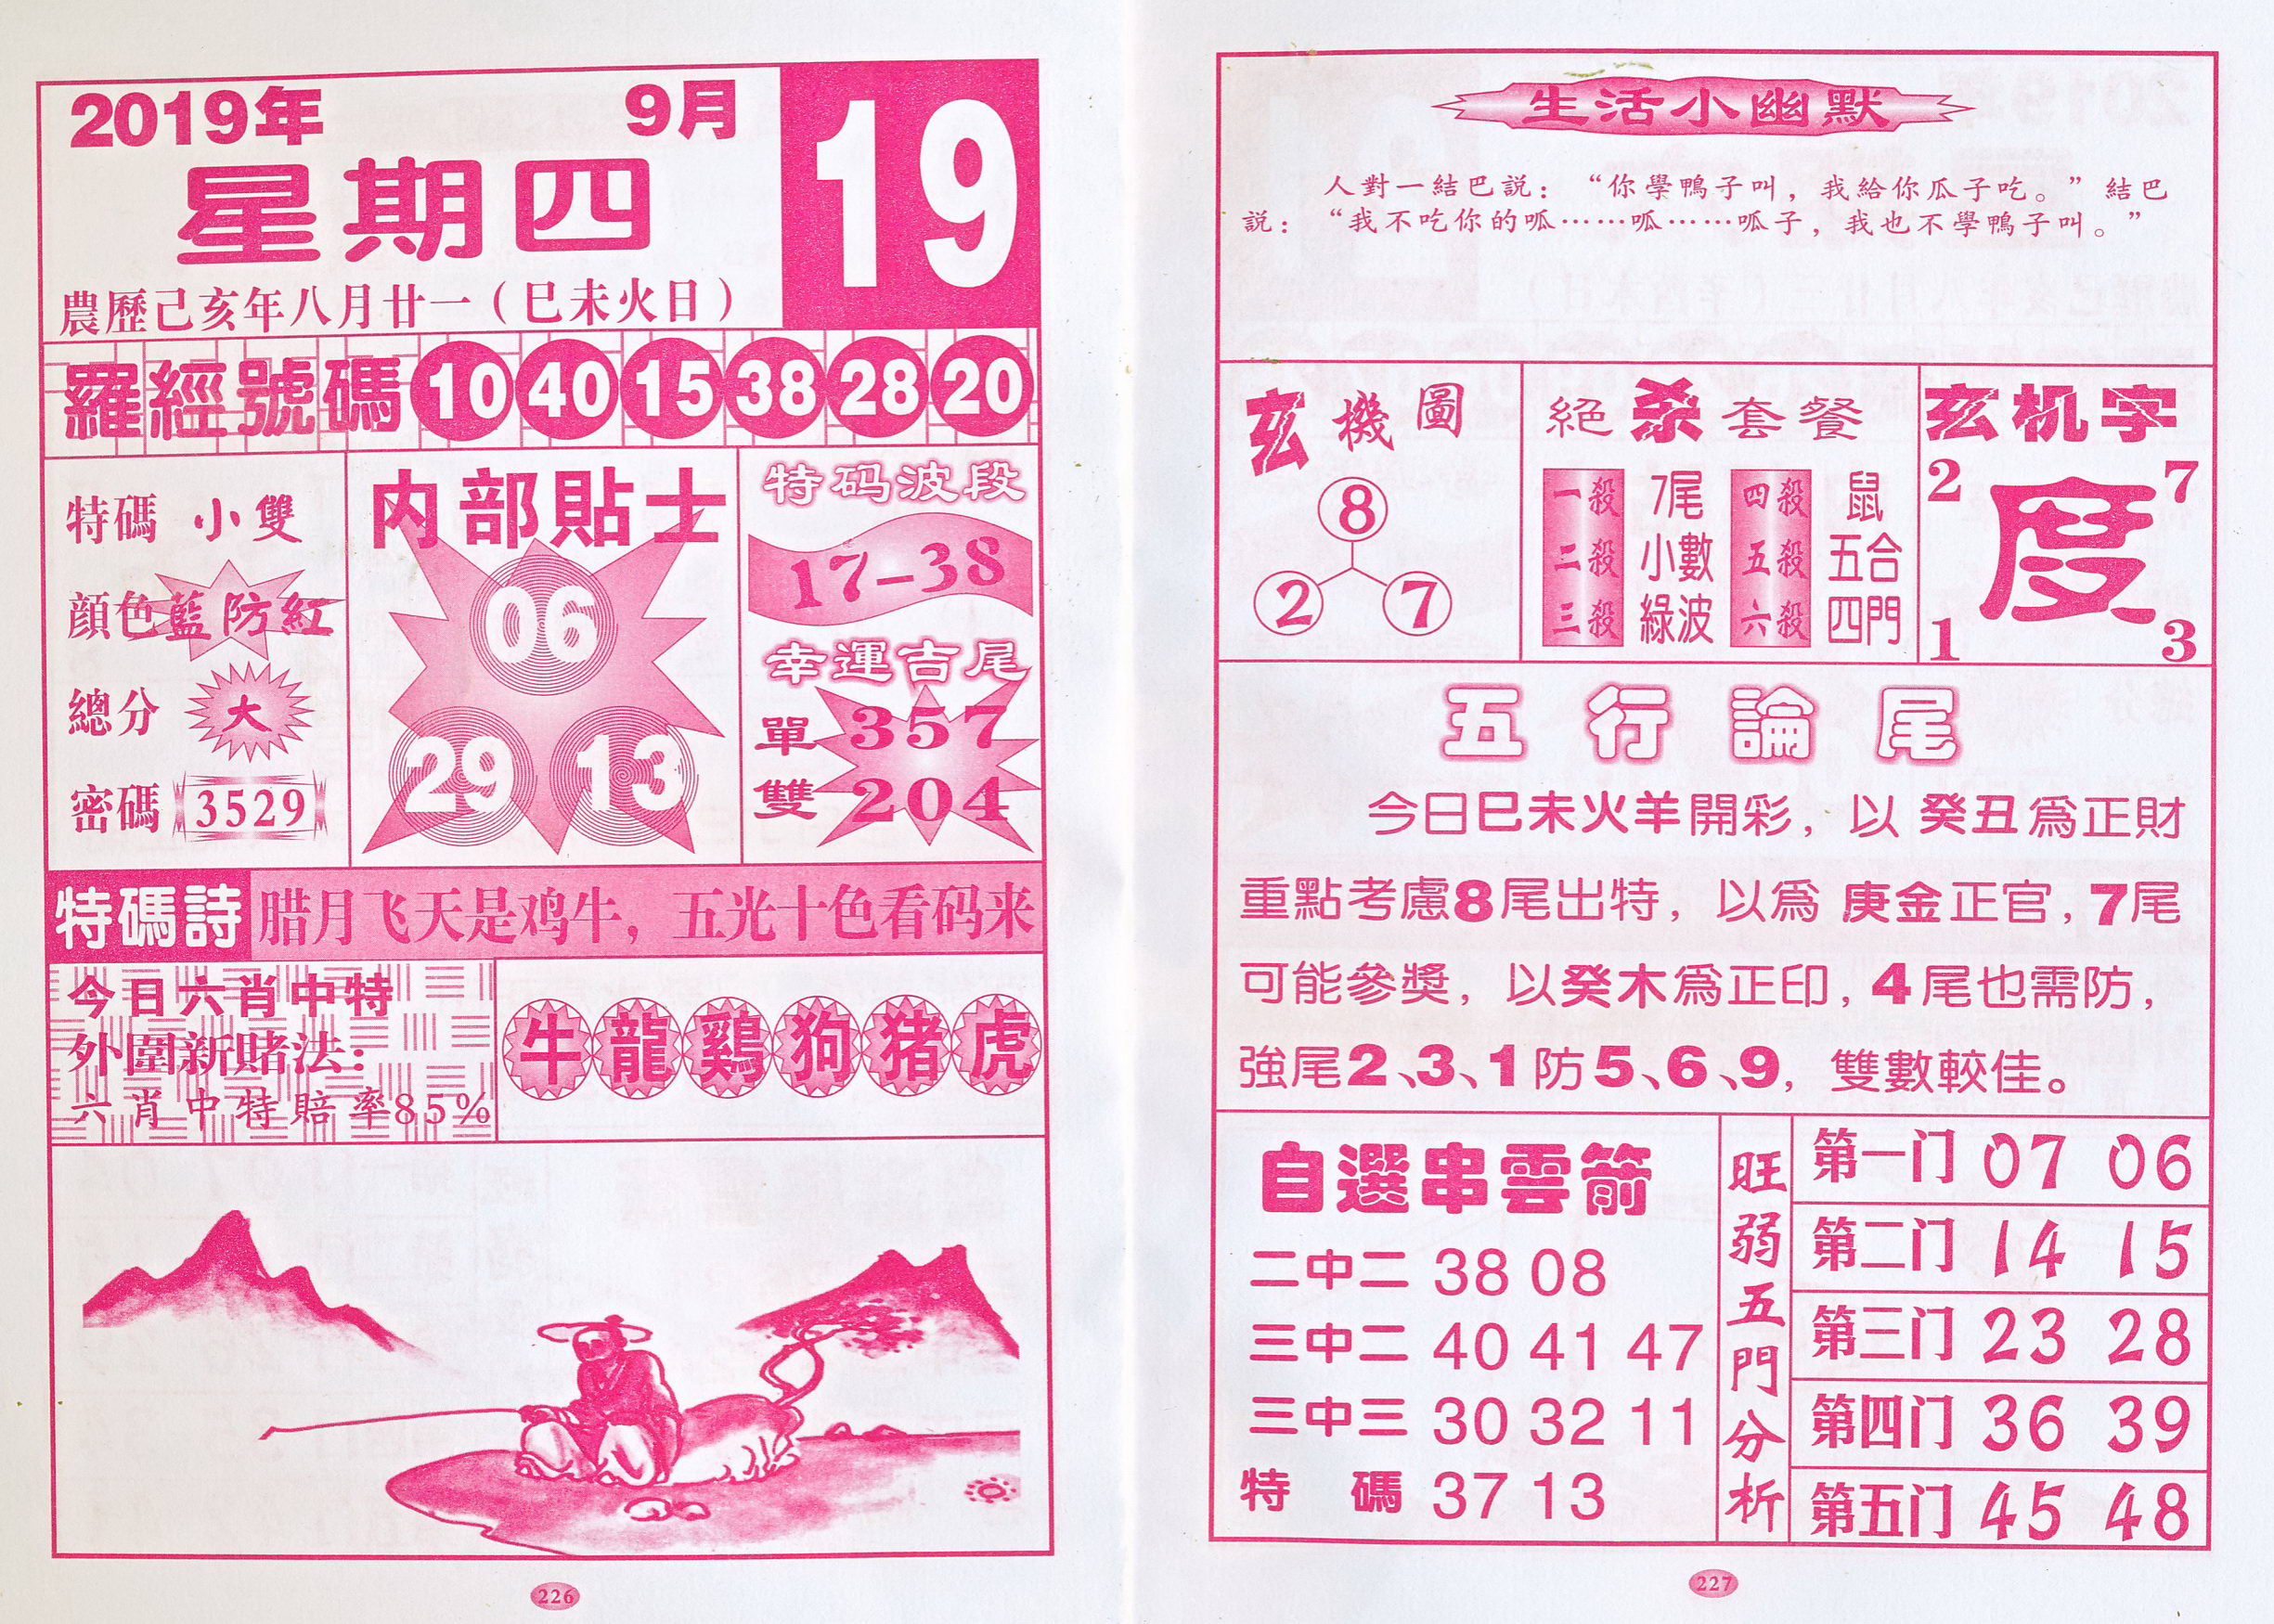 2019年 9月 19
星期四
農歷己亥年八月廿一（巳未火日）
羅經號碼 10 40 15 38 28 20
特碼 小雙
顔色 藍防紅
總分 大
密碼 3529
内部貼士
06
29 13
特码波段
17-38
幸運吉尾
單 357
雙 204
特碼詩 腊月飞天是鸡牛，五光十色看码来
今日六肖中特
外圍新賭法：
六肖中特賠率85%
牛 龍 鷄 狗 猪 虎
226
生活小幽默
人對一結巴説：“你學鴨子叫，我給你瓜子吃。”結巴
説：“我不吃你的呱……呱……呱子，我也不學鴨子叫。”
玄機圖
8
2 7
絕杀套餐
一殺 7尾 四殺 鼠
二殺 小數 五殺 五合
三殺 綠波 六殺 四門
玄机字
2 7
度
1 3
五行論尾
今日巳未火羊開彩，以癸丑爲正財
重點考慮8尾出特，以爲庚金正官，7尾
可能參獎，以癸木爲正印，4尾也需防，
強尾2、3、1防5、6、9，雙數較佳。
自選串雲箭
二中二 38 08
三中二 40 41 47
三中三 30 32 11
特碼 37 13
旺弱五門分析
第一门 07 06
第二门 14 15
第三门 23 28
第四门 36 39
第五门 45 48
227